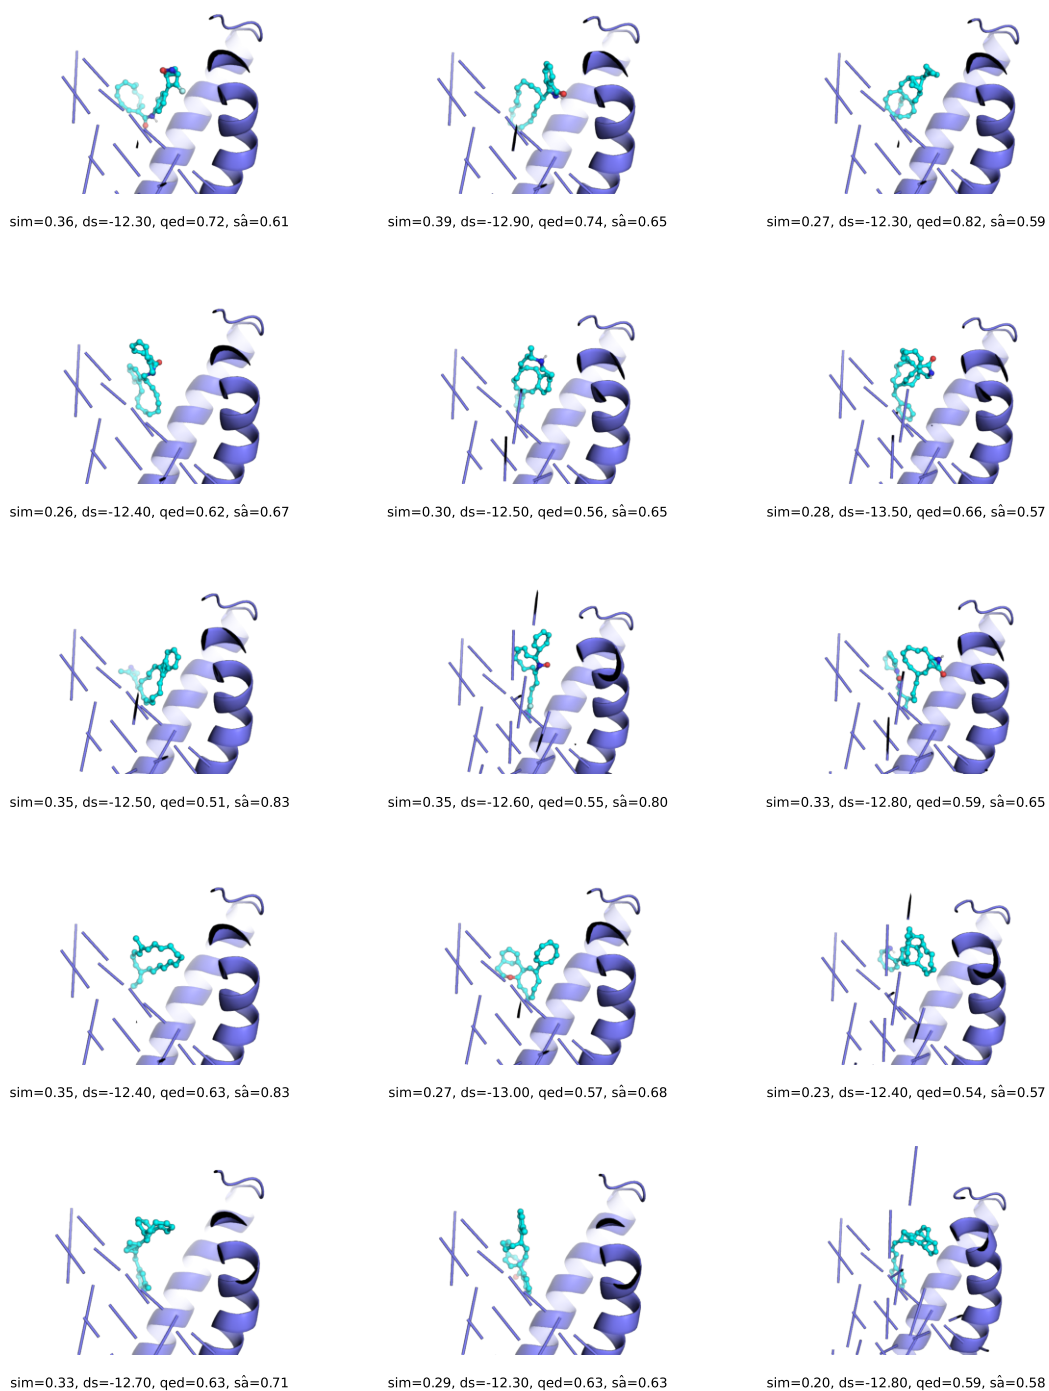 sim=0.36, ds=-12.30, qed=0.72, sâ=0.61
sim=0.39, ds=-12.90, qed=0.74, sâ=0.65
sim=0.27, ds=-12.30, qed=0.82, sâ=0.59
sim=0.26, ds=-12.40, qed=0.62, sâ=0.67
sim=0.30, ds=-12.50, qed=0.56, sâ=0.65
sim=0.28, ds=-13.50, qed=0.66, sâ=0.57
sim=0.35, ds=-12.50, qed=0.51, sâ=0.83
sim=0.35, ds=-12.60, qed=0.55, sâ=0.80
sim=0.33, ds=-12.80, qed=0.59, sâ=0.65
sim=0.35, ds=-12.40, qed=0.63, sâ=0.83
sim=0.27, ds=-13.00, qed=0.57, sâ=0.68
sim=0.23, ds=-12.40, qed=0.54, sâ=0.57
sim=0.33, ds=-12.70, qed=0.63, sâ=0.71
sim=0.29, ds=-12.30, qed=0.63, sâ=0.63
sim=0.20, ds=-12.80, qed=0.59, sâ=0.58